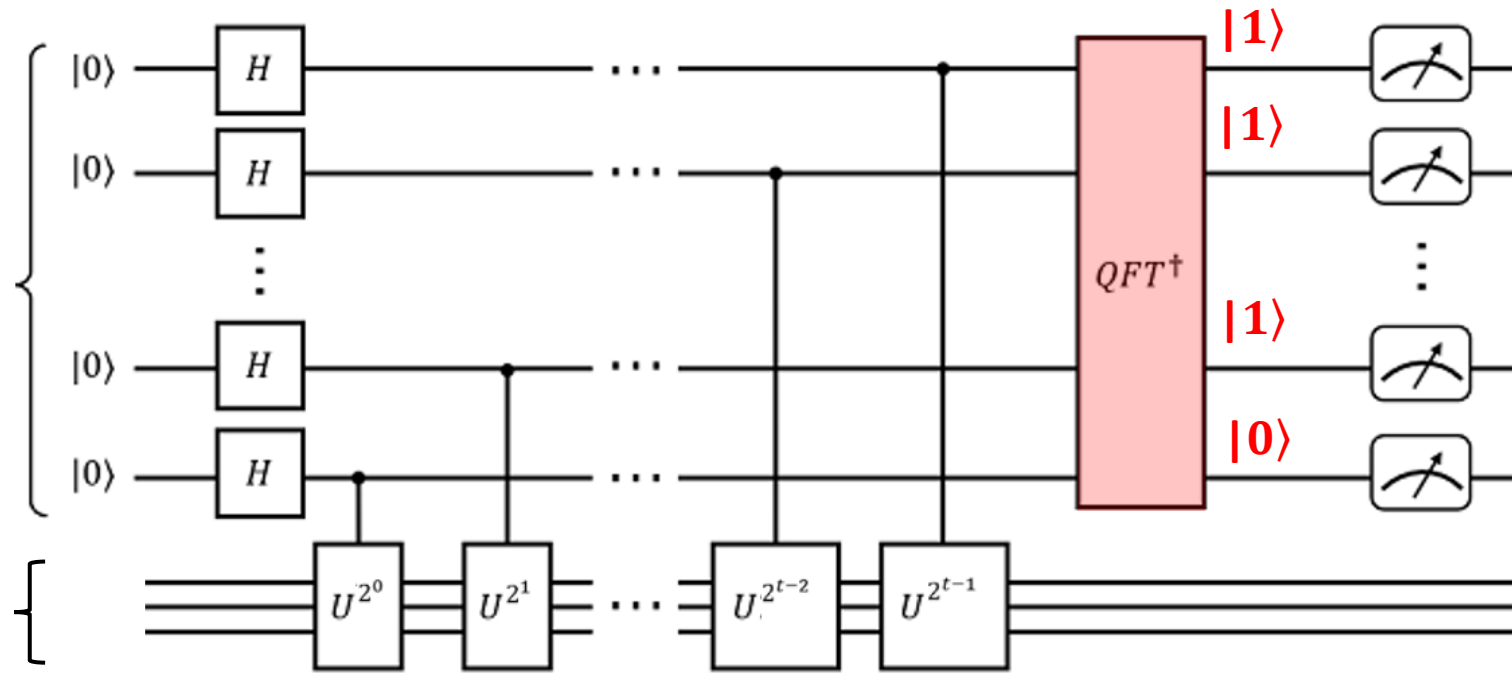 |1⟩
|0⟩ H ⋯
|1⟩
|0⟩ H ⋯
⋮ ⋮
QFT†
|1⟩
|0⟩ H ⋯
|0⟩
|0⟩ H ⋯
U^{2^0} U^{2^1} ⋯ U^{2^{t−2}} U^{2^{t−1}}